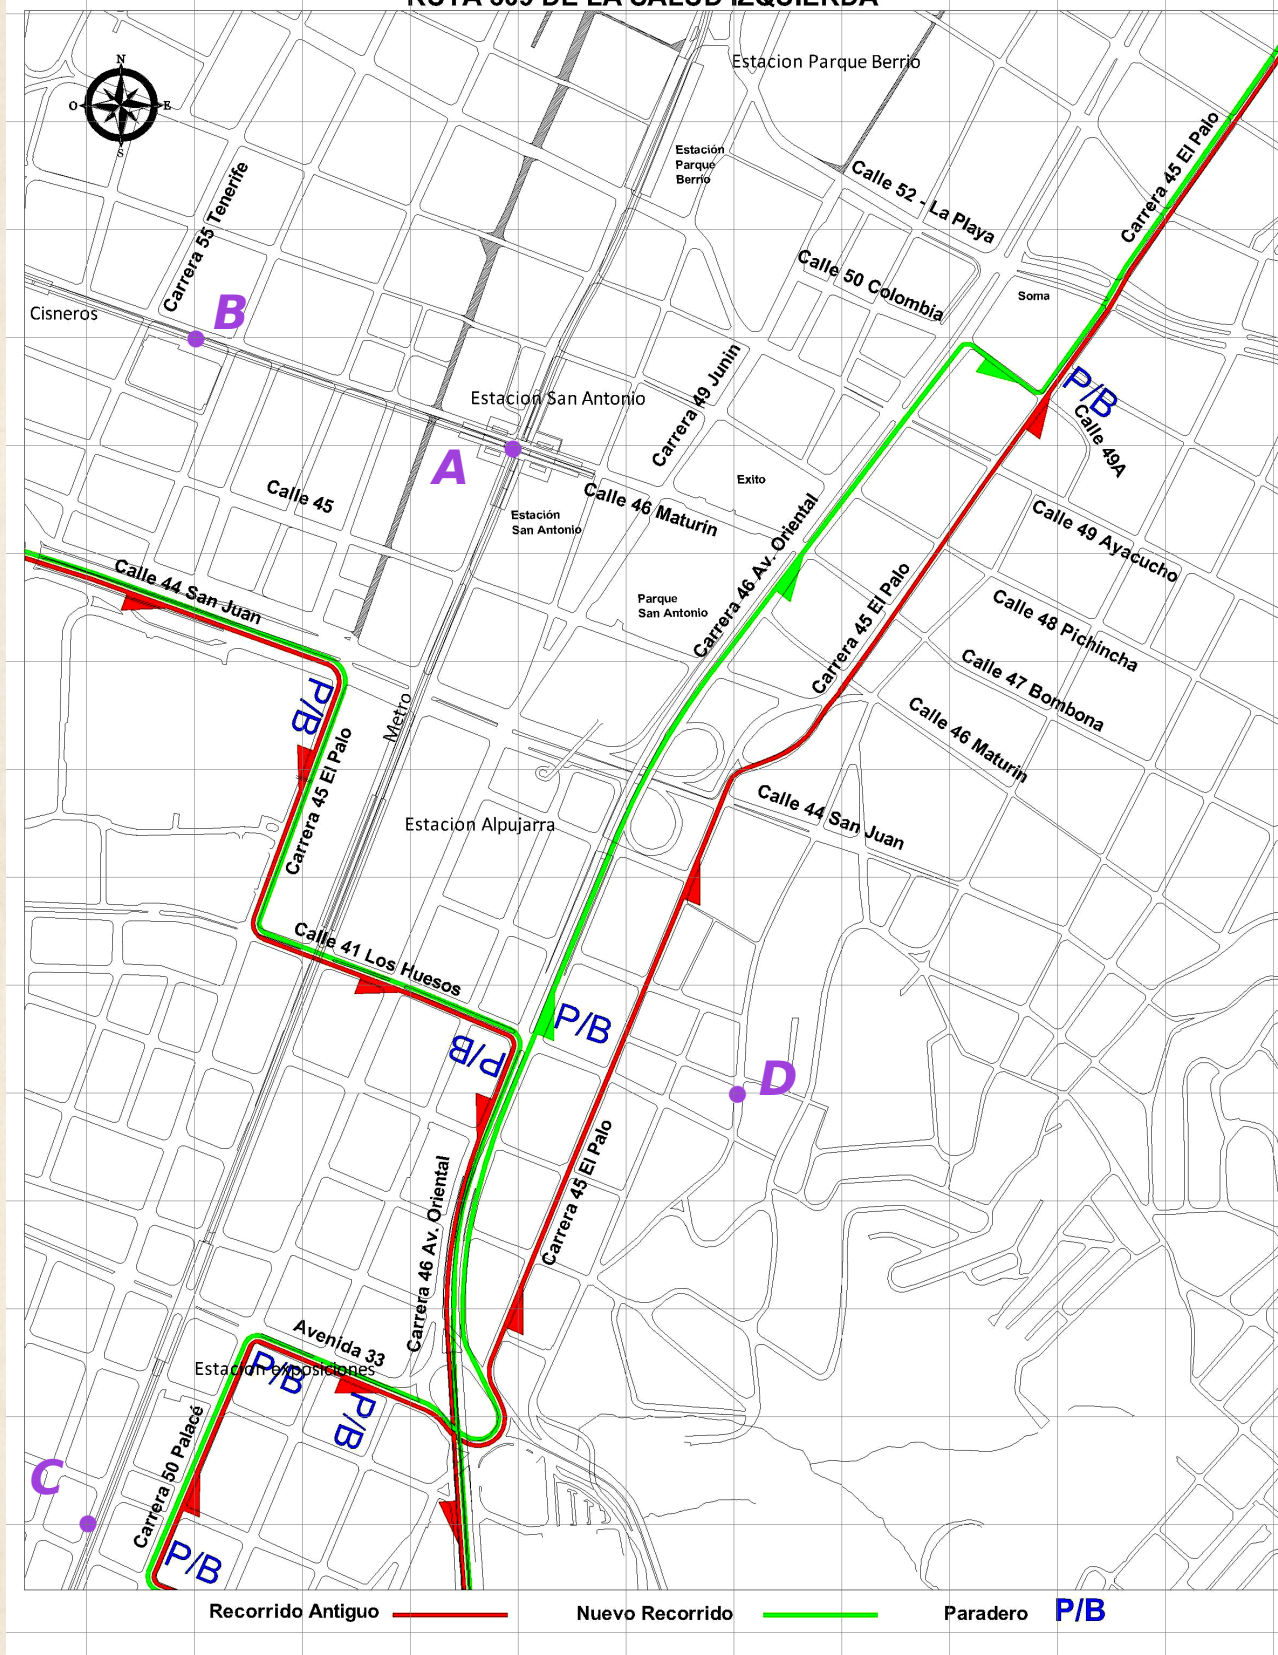 RUTA 305 DE LA SALUD IZQUIERDA
Estacion Parque Berrio
N
O
E
S
Estación
Parque
Berrío
Carrera 45 El Palo
Calle 52 - La Playa
Carrera 55 Tenerife
Calle 50 Colombia
Soma
Cisneros
B
Carrera 49 Junin
P/B
Estacion San Antonio
Calle 49A
A
Exito
Calle 45
Calle 46 Maturín
Estación
San Antonio
Calle 49 Ayacucho
Carrera 46 Av. Oriental
Calle 44 San Juan
Parque
San Antonio
Carrera 45 El Palo
Calle 48 Pichincha
Calle 47 Bombona
P/B
Metro
Calle 46 Maturin
Carrera 45 El Palo
Estacion Alpujarra
Calle 44 San Juan
Calle 41 Los Huesos
P/B
P/B
D
Carrera 45 El Palo
Carrera 46 Av. Oriental
Avenida 33
Estacion exposiciones
P/B
P/B
Carrera 50 Palacé
C
P/B
Recorrido Antiguo
Nuevo Recorrido
Paradero P/B